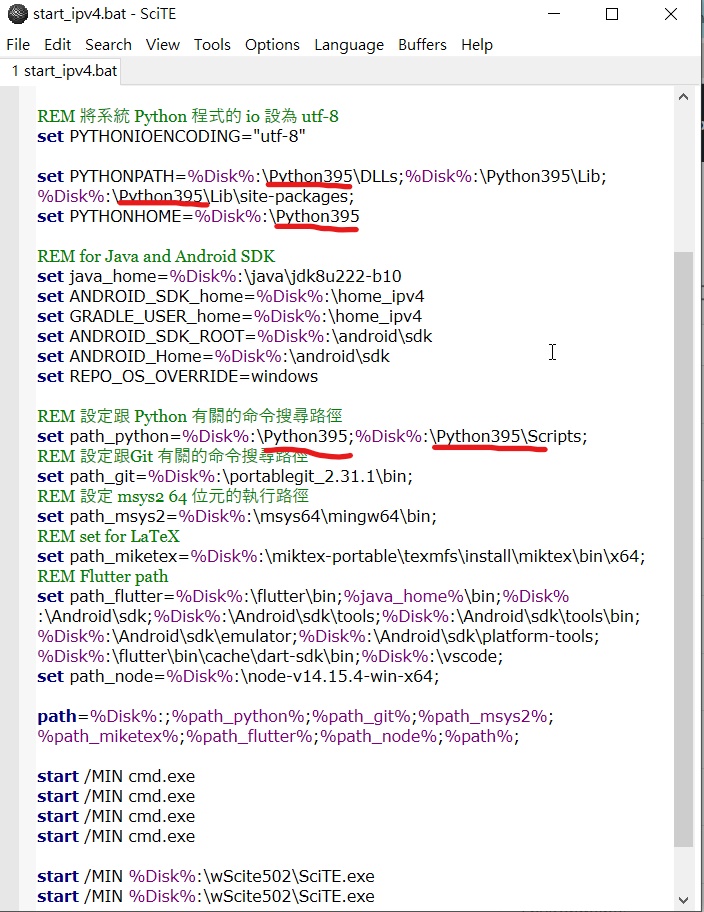 start_ipv4.bat - SciTE
File Edit Search View Tools Options Language Buffers Help
1 start_ipv4.bat
REM 將系統 Python 程式的 io 設為 utf-8
set PYTHONIOENCODING="utf-8"
set PYTHONPATH=%Disk%:\Python395\DLLs;%Disk%:\Python395\Lib;
%Disk%:\Python395\Lib\site-packages;
set PYTHONHOME=%Disk%:\Python395
REM for Java and Android SDK
set java_home=%Disk%:\java\jdk8u222-b10
set ANDROID_SDK_home=%Disk%:\home_ipv4
set GRADLE_USER_home=%Disk%:\home_ipv4
set ANDROID_SDK_ROOT=%Disk%:\android\sdk
set ANDROID_Home=%Disk%:\android\sdk
set REPO_OS_OVERRIDE=windows
REM 設定跟 Python 有關的命令搜尋路徑
set path_python=%Disk%:\Python395;%Disk%:\Python395\Scripts;
REM 設定跟Git 有關的命令搜尋路徑
set path_git=%Disk%:\portablegit_2.31.1\bin;
REM 設定 msys2 64 位元的執行路徑
set path_msys2=%Disk%:\msys64\mingw64\bin;
REM set for LaTeX
set path_miketex=%Disk%:\miktex-portable\texmfs\install\miktex\bin\x64;
REM Flutter path
set path_flutter=%Disk%:\flutter\bin;%java_home%\bin;%Disk%
:\Android\sdk;%Disk%:\Android\sdk\tools;%Disk%:\Android\sdk\tools\bin;
%Disk%:\Android\sdk\emulator;%Disk%:\Android\sdk\platform-tools;
%Disk%:\flutter\bin\cache\dart-sdk\bin;%Disk%:\vscode;
set path_node=%Disk%:\node-v14.15.4-win-x64;
path=%Disk%:;%path_python%;%path_git%;%path_msys2%;
%path_miketex%;%path_flutter%;%path_node%;%path%;
start /MIN cmd.exe
start /MIN cmd.exe
start /MIN cmd.exe
start /MIN cmd.exe
start /MIN %Disk%:\wScite502\SciTE.exe
start /MIN %Disk%:\wScite502\SciTE.exe